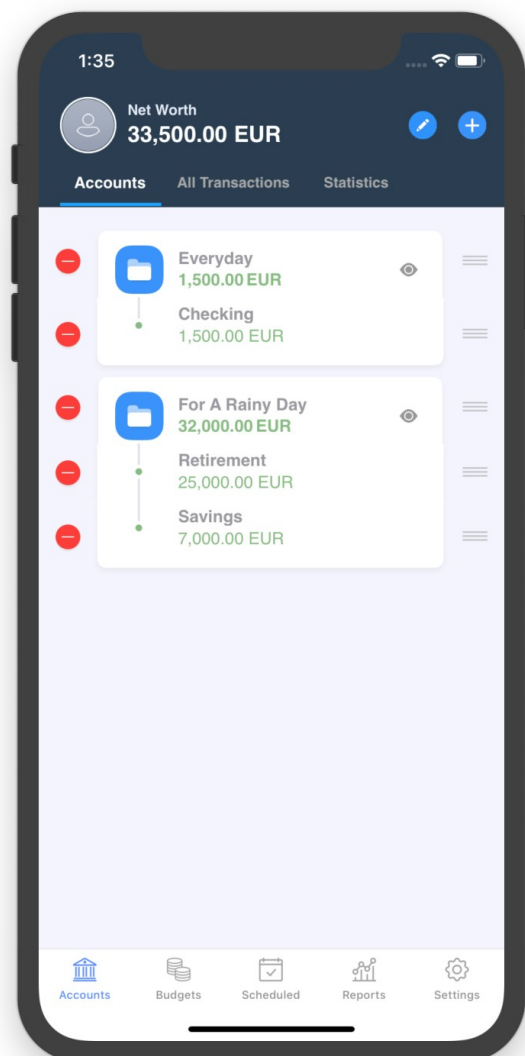 1:35
Net Worth
33,500.00 EUR
Accounts All Transactions Statistics
Everyday
1,500.00 EUR
Checking
1,500.00 EUR
For A Rainy Day
32,000.00 EUR
Retirement
25,000.00 EUR
Savings
7,000.00 EUR
Accounts Budgets Scheduled Reports Settings